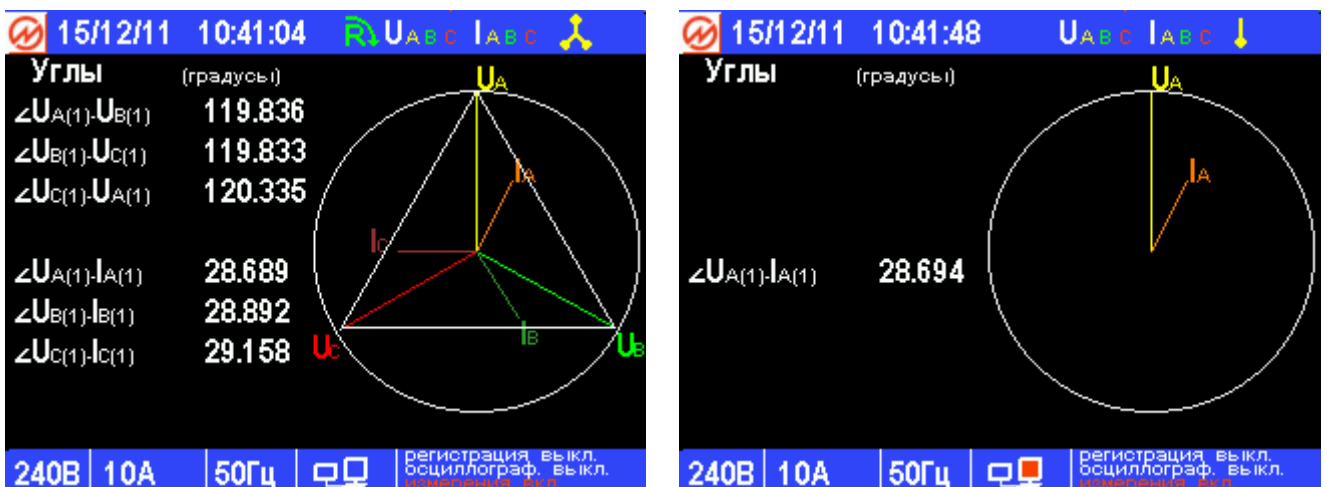 15/12/11 10:41:04 R UABC IABC
Углы (градусы)
∠UA(1)-UB(1) 119.836
∠UB(1)-UC(1) 119.833
∠UC(1)-UA(1) 120.335
∠UA(1)-IA(1) 28.689
∠UB(1)-IB(1) 28.892
∠UC(1)-IC(1) 29.158
UA
IA
IC
IB
UC
UB
240В 10А 50Гц
регистрация выкл.
осциллограф. выкл.
измерения вкл
15/12/11 10:41:48 UABC IABC
Углы (градусы)
∠UA(1)-IA(1) 28.694
UA
IA
240В 10А 50Гц
регистрация выкл.
осциллограф. выкл.
измерения вкл